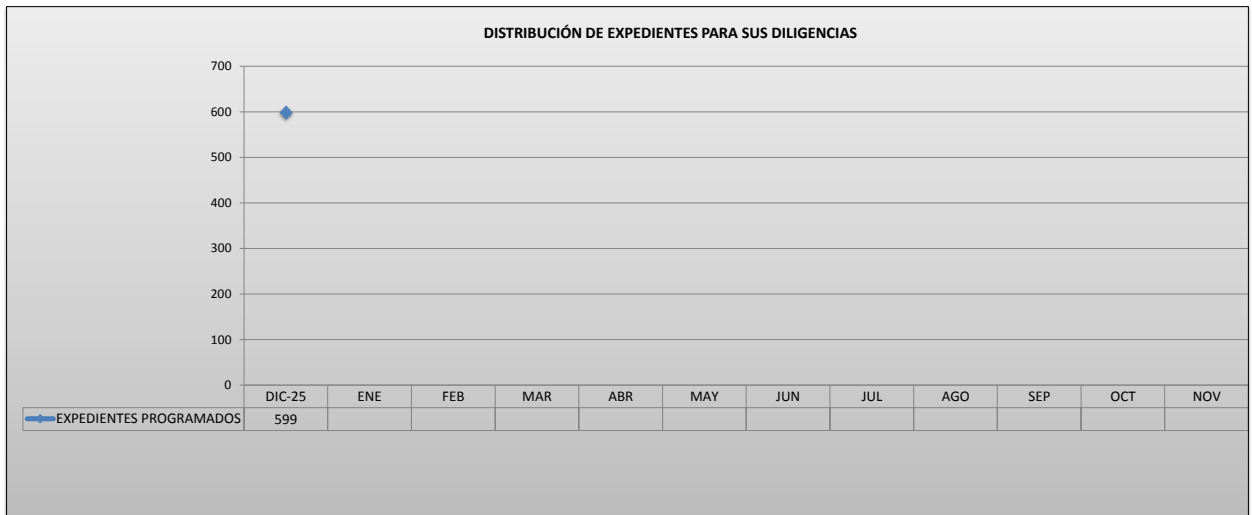 DISTRIBUCIÓN DE EXPEDIENTES PARA SUS DILIGENCIAS
700
600
500
400
300
200
100
0
DIC-25 ENE FEB MAR ABR MAY JUN JUL AGO SEP OCT NOV
EXPEDIENTES PROGRAMADOS 599